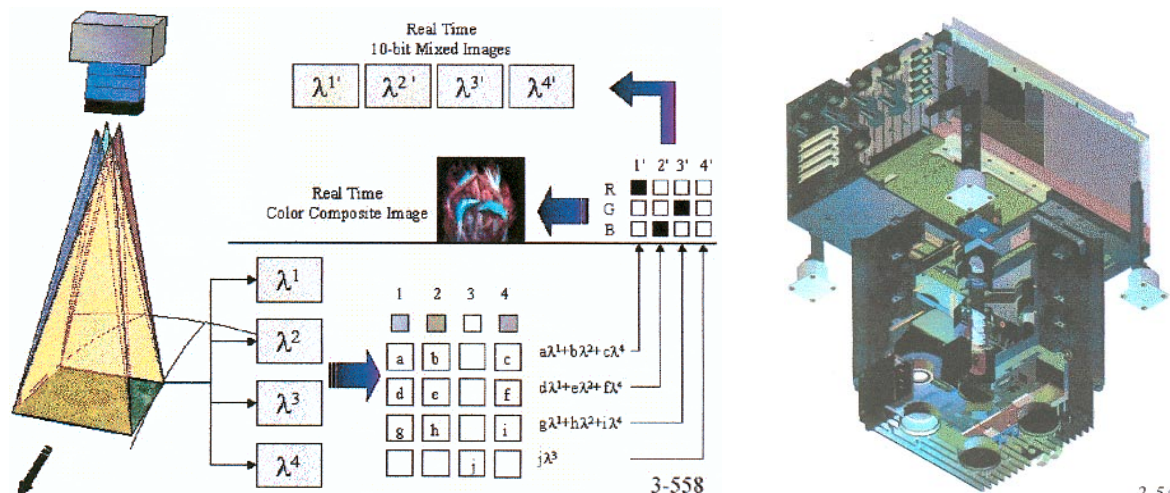 Real Time
10-bit Mixed Images
λ1' λ2' λ3' λ4'
1' 2' 3' 4'
R
G
B
Real Time
Color Composite Image
λ1
λ2
λ3
λ4
1 2 3 4
a b c
d e f
g h i
j
aλ1+bλ2+cλ4
dλ1+eλ2+fλ4
gλ1+hλ2+iλ4
jλ3
3-558